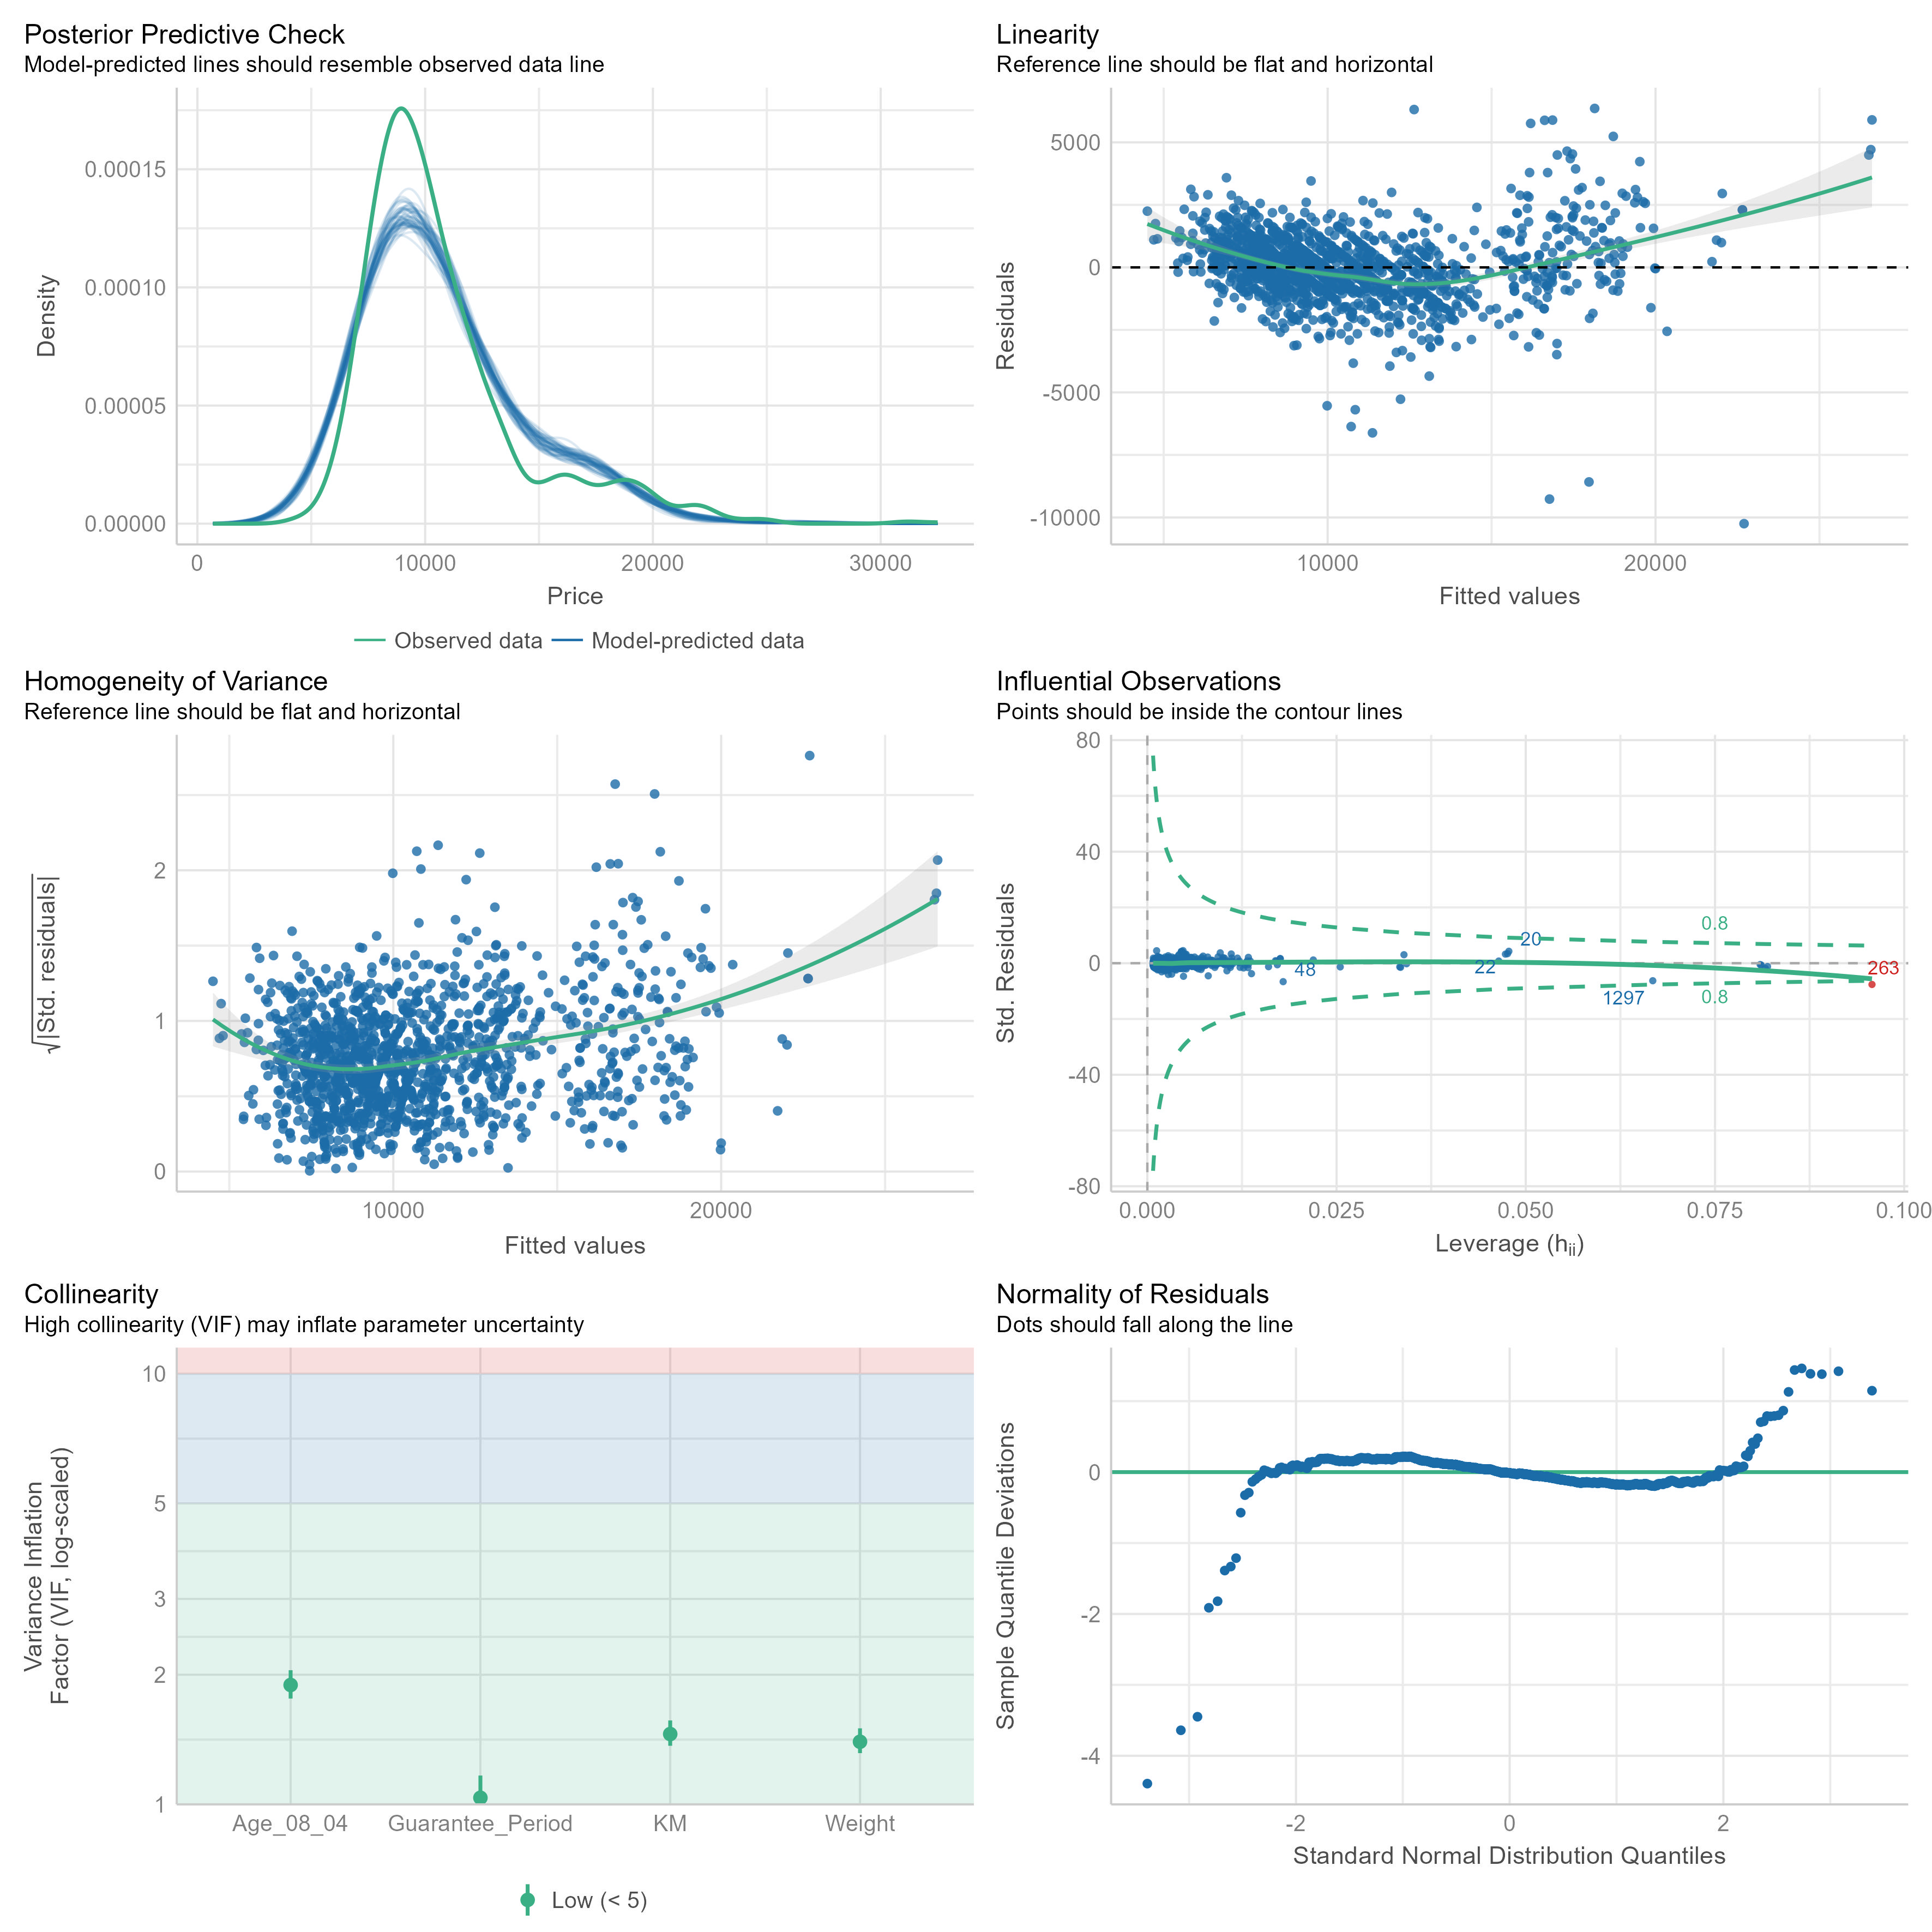 Posterior Predictive Check
Model-predicted lines should resemble observed data line
Density
0.00015
0.00010
0.00005
0.00000
0
10000
20000
30000
Price
Observed data
Model-predicted data
Linearity
Reference line should be flat and horizontal
Residuals
5000
0
-5000
-10000
10000
20000
Fitted values
Homogeneity of Variance
Reference line should be flat and horizontal
√|Std. residuals|
2
1
0
10000
20000
Fitted values
Influential Observations
Points should be inside the contour lines
Std. Residuals
80
40
0
-40
-80
0.8
20
48
22
263
1297
0.8
0.000
0.025
0.050
0.075
0.100
Leverage (hii)
Collinearity
High collinearity (VIF) may inflate parameter uncertainty
Variance Inflation
Factor (VIF, log-scaled)
10
5
3
2
1
Age_08_04
Guarantee_Period
KM
Weight
Low (< 5)
Normality of Residuals
Dots should fall along the line
Sample Quantile Deviations
0
-2
-4
-2
0
2
Standard Normal Distribution Quantiles